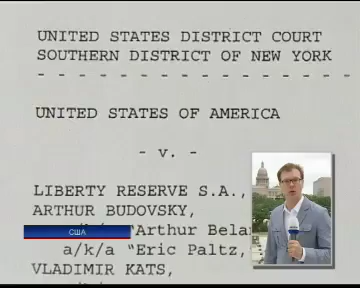 UNITED STATES DISTRICT COURT
SOUTHERN DISTRICT OF NEW YORK
- - - - - - - - - - - - - - - - -
UNITED STATES OF AMERICA
- v. -
LIBERTY RESERVE S.A.,
ARTHUR BUDOVSKY,
"Arthur Belan
США
a/k/a "Eric Paltz,
VLADIMIR KATS,